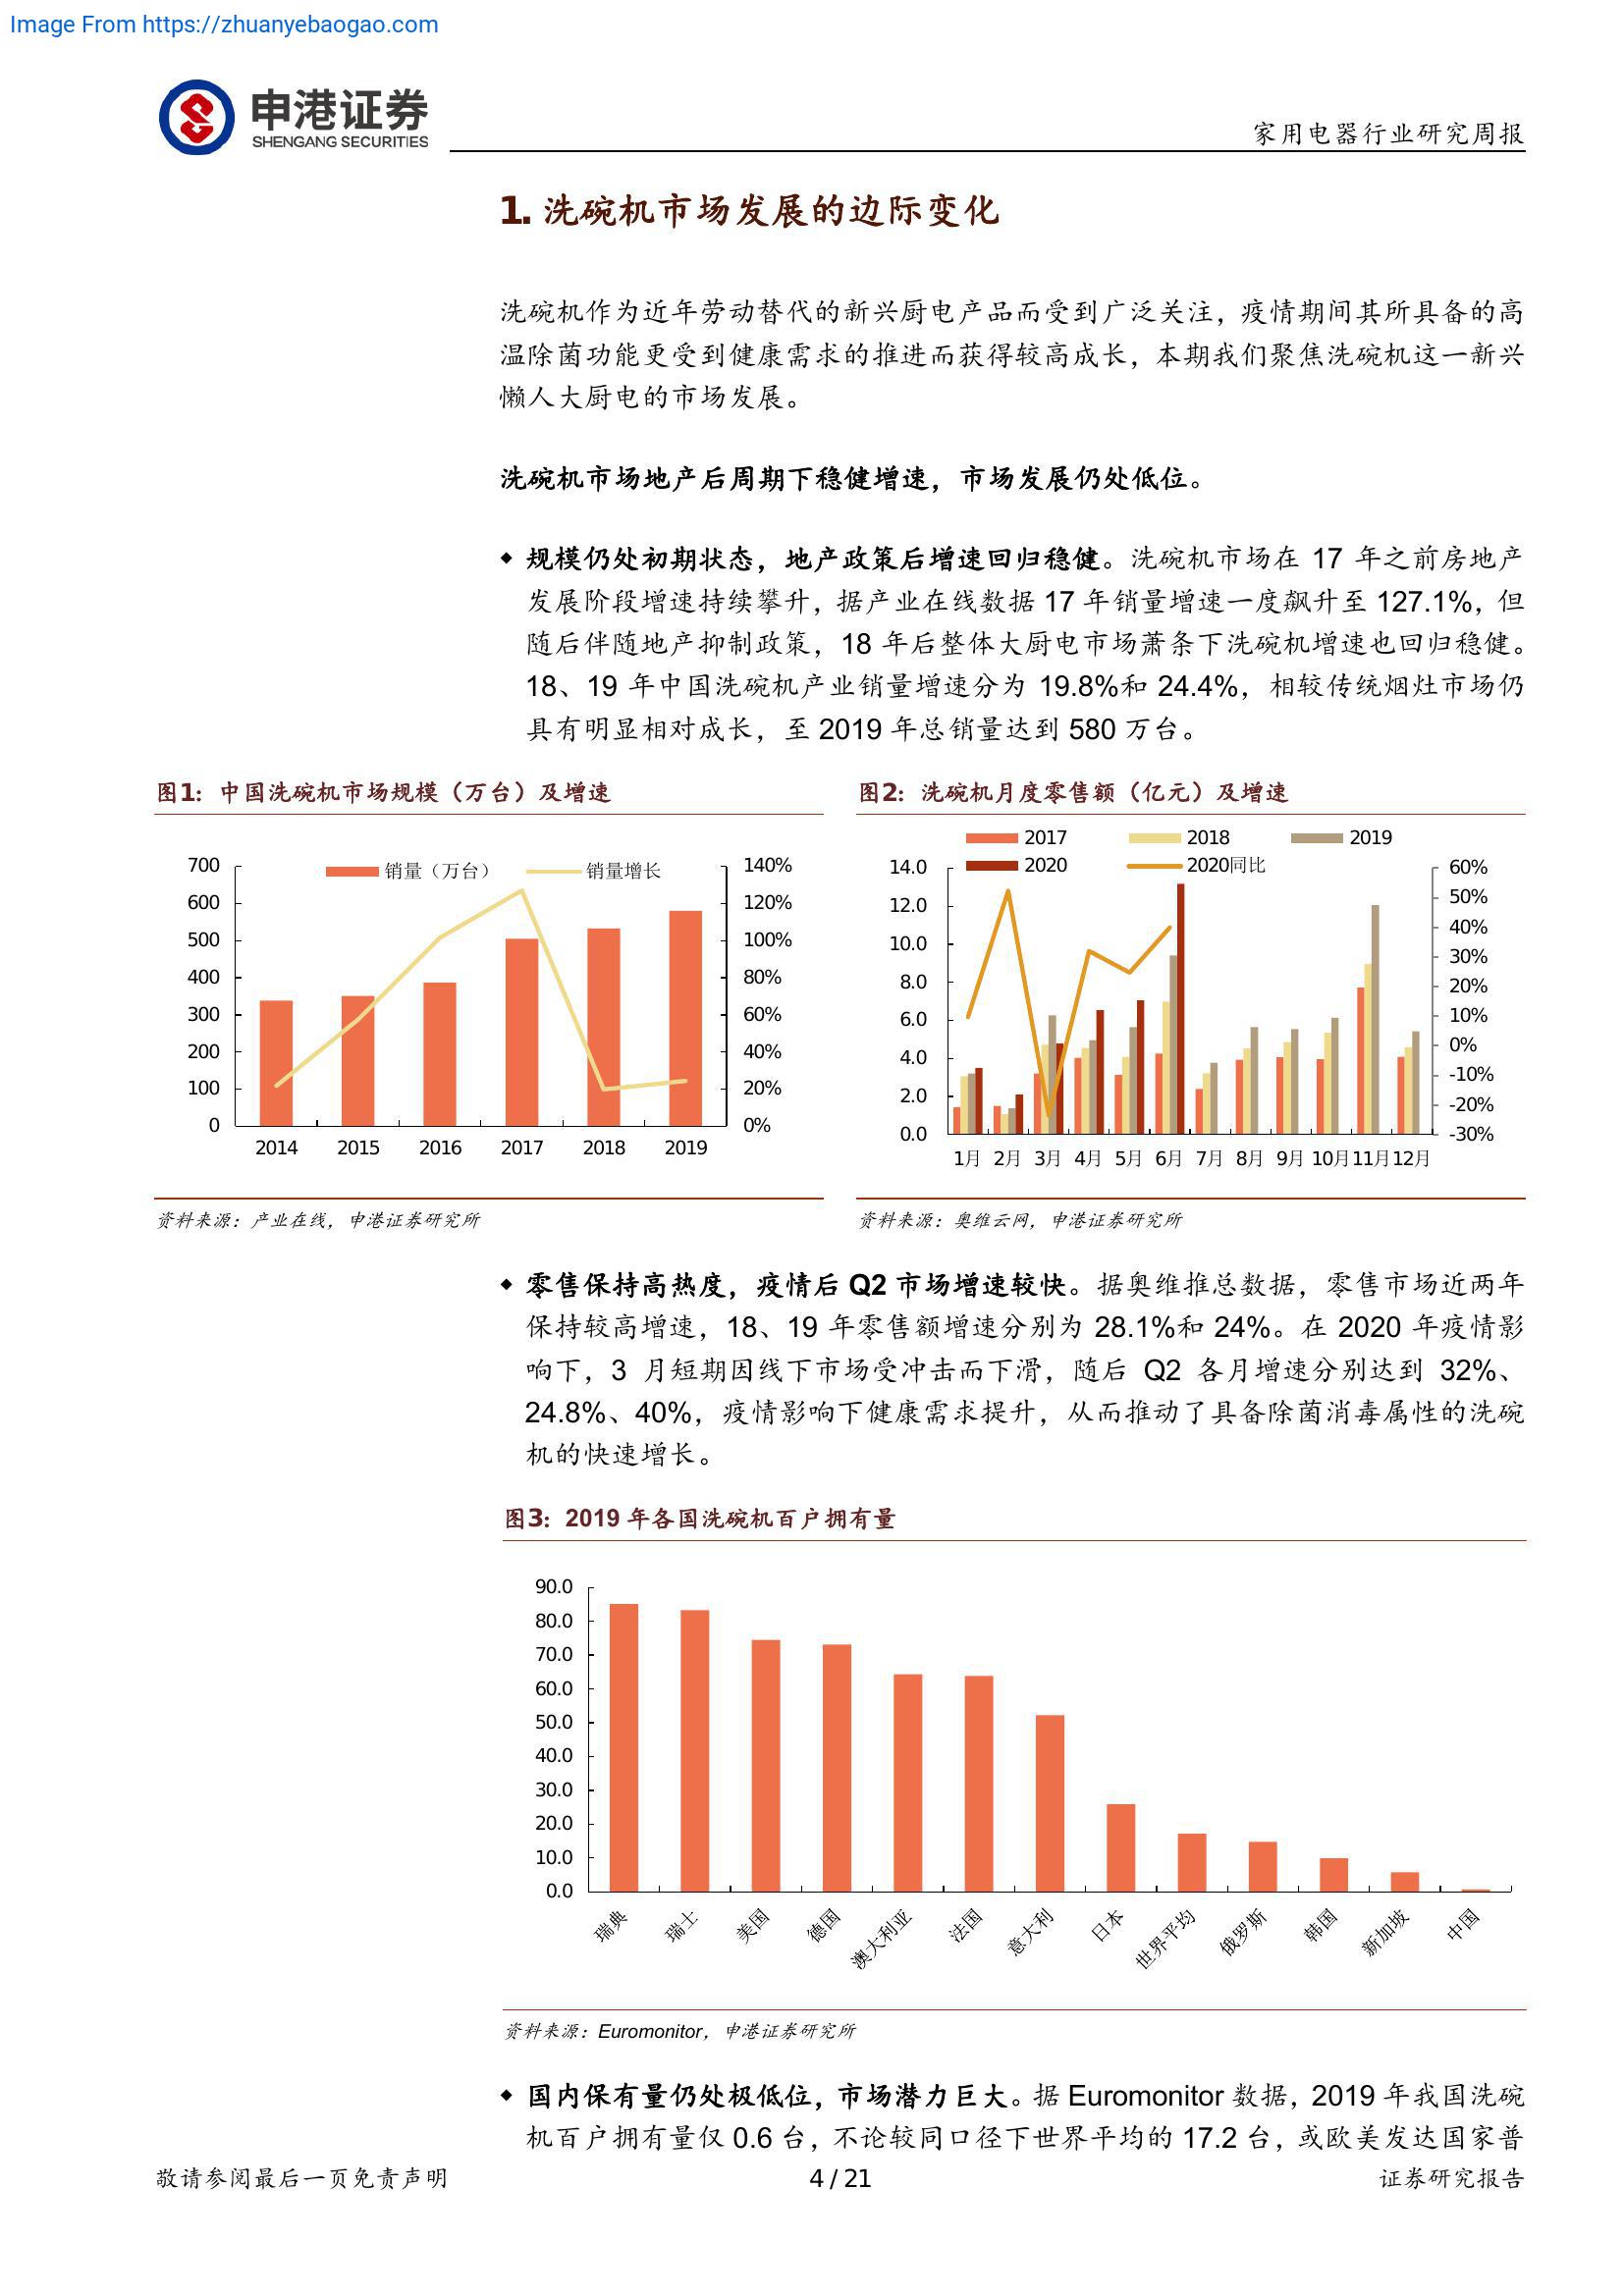 Image From https://zhuanyebaogao.com
申港证券
SHENGANG SECURITIES
家用电器行业研究周报
1. 洗碗机市场发展的边际变化
洗碗机作为近年劳动替代的新兴厨电产品而受到广泛关注，疫情期间其所具备的高
温除菌功能更受到健康需求的推进而获得较高成长，本期我们聚焦洗碗机这一新兴
懒人大厨电的市场发展。
洗碗机市场地产后周期下稳健增速，市场发展仍处低位。
◆ 规模仍处初期状态，地产政策后增速回归稳健。洗碗机市场在 17 年之前房地产
发展阶段增速持续攀升，据产业在线数据 17 年销量增速一度飙升至 127.1%，但
随后伴随地产抑制政策，18 年后整体大厨电市场萧条下洗碗机增速也回归稳健。
18、19 年中国洗碗机产业销量增速分为 19.8%和 24.4%，相较传统烟灶市场仍
具有明显相对成长，至 2019 年总销量达到 580 万台。
图1：中国洗碗机市场规模（万台）及增速
销量（万台）
销量增长
700
600
500
400
300
200
100
0
140%
120%
100%
80%
60%
40%
20%
0%
2014 2015 2016 2017 2018 2019
资料来源：产业在线，申港证券研究所
图2：洗碗机月度零售额（亿元）及增速
2017 2018 2019
2020 2020同比
14.0
12.0
10.0
8.0
6.0
4.0
2.0
0.0
60%
50%
40%
30%
20%
10%
0%
-10%
-20%
-30%
1月 2月 3月 4月 5月 6月 7月 8月 9月 10月 11月 12月
资料来源：奥维云网，申港证券研究所
◆ 零售保持高热度，疫情后 Q2 市场增速较快。据奥维推总数据，零售市场近两年
保持较高增速，18、19 年零售额增速分别为 28.1%和 24%。在 2020 年疫情影
响下，3 月短期因线下市场受冲击而下滑，随后 Q2 各月增速分别达到 32%、
24.8%、40%，疫情影响下健康需求提升，从而推动了具备除菌消毒属性的洗碗
机的快速增长。
图3：2019 年各国洗碗机百户拥有量
90.0
80.0
70.0
60.0
50.0
40.0
30.0
20.0
10.0
0.0
瑞典 瑞士 美国 德国 澳大利亚 法国 意大利 日本 世界平均 俄罗斯 韩国 新加坡 中国
资料来源：Euromonitor，申港证券研究所
◆ 国内保有量仍处极低位，市场潜力巨大。据 Euromonitor 数据，2019 年我国洗碗
机百户拥有量仅 0.6 台，不论较同口径下世界平均的 17.2 台，或欧美发达国家普
敬请参阅最后一页免责声明
4 / 21
证券研究报告